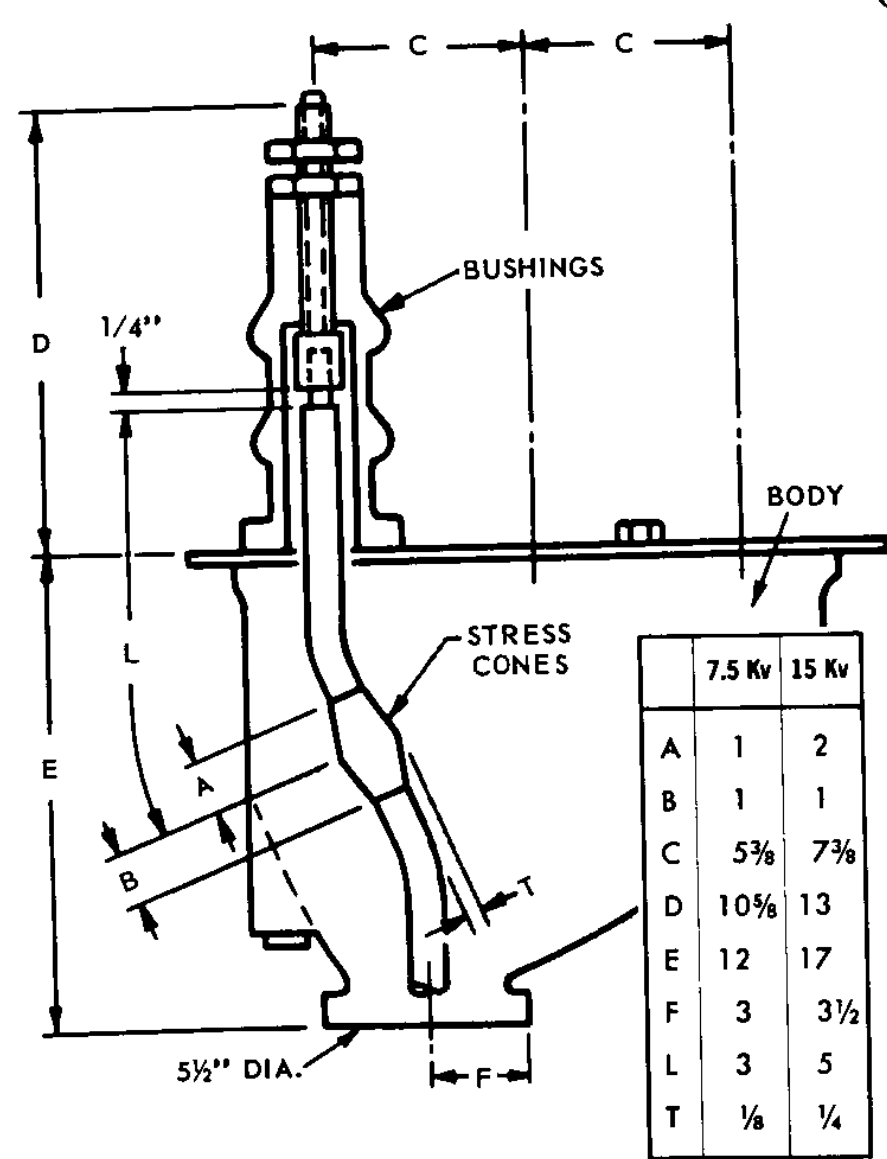 C C
D
BUSHINGS
1/4"
BODY
L
STRESS
CONES
E
A
B
T
5½" DIA.
F
7.5 Kv 15 Kv
A 1 2
B 1 1
C 5⅜ 7⅜
D 10⅝ 13
E 12 17
F 3 3½
L 3 5
T ⅛ ¼